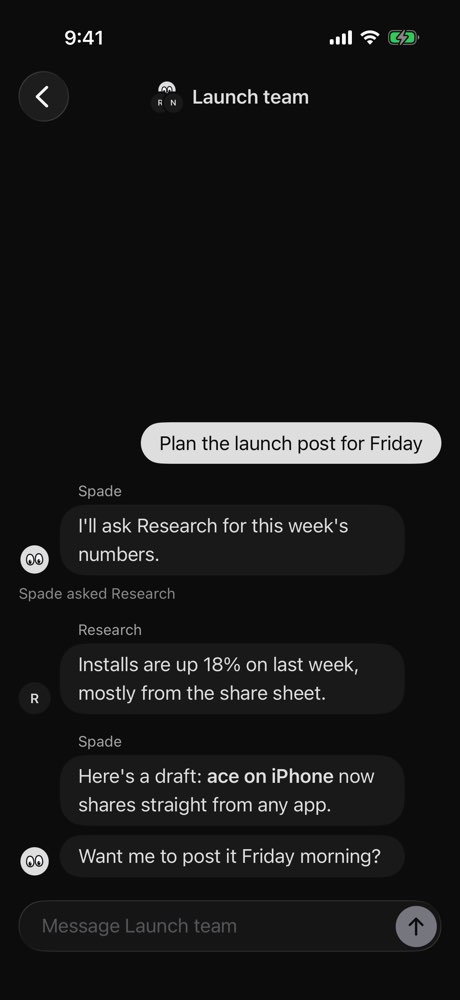 9:41
R N Launch team
Plan the launch post for Friday
Spade
I'll ask Research for this week's
numbers.
Spade asked Research
Research
Installs are up 18% on last week,
mostly from the share sheet.
R
Spade
Here's a draft: ace on iPhone now
shares straight from any app.
Want me to post it Friday morning?
Message Launch team